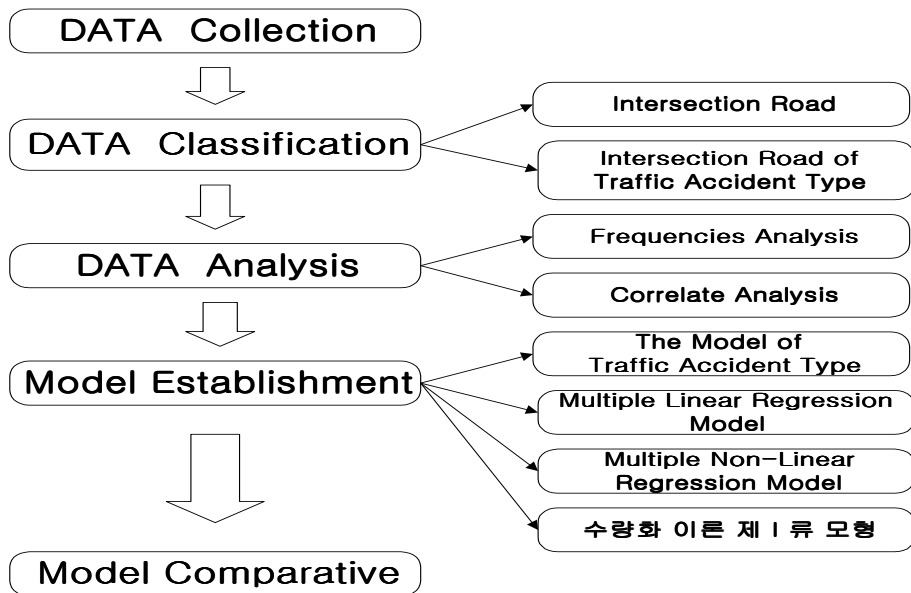 DATA Collection
DATA Classification
Intersection Road
Intersection Road of
Traffic Accident Type
DATA Analysis
Frequencies Analysis
Correlate Analysis
Model Establishment
The Model of
Traffic Accident Type
Multiple Linear Regression
Model
Multiple Non-Linear
Regression Model
수량화 이론 제Ⅰ류 모형
Model Comparative